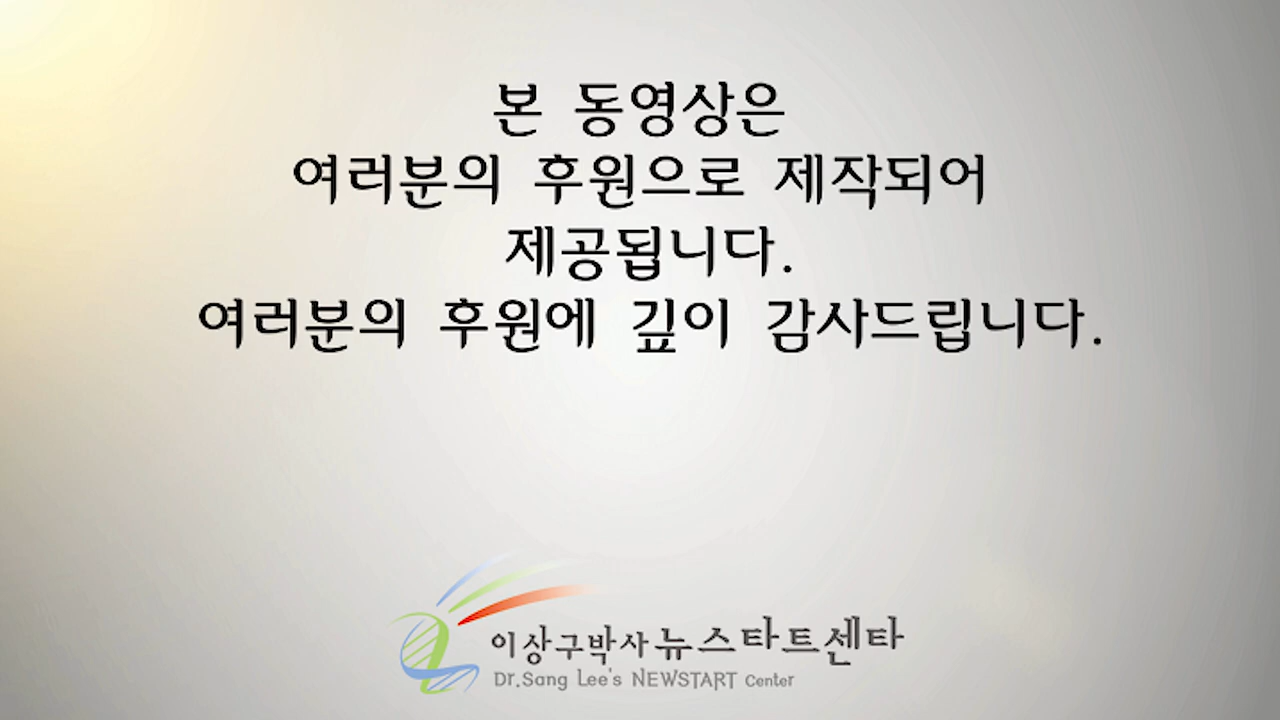 본 동영상은
여러분의 후원으로 제작되어
제공됩니다.
여러분의 후원에 깊이 감사드립니다.
이상구박사 뉴스타트센타
Dr.Sang Lee's NEWSTART Center